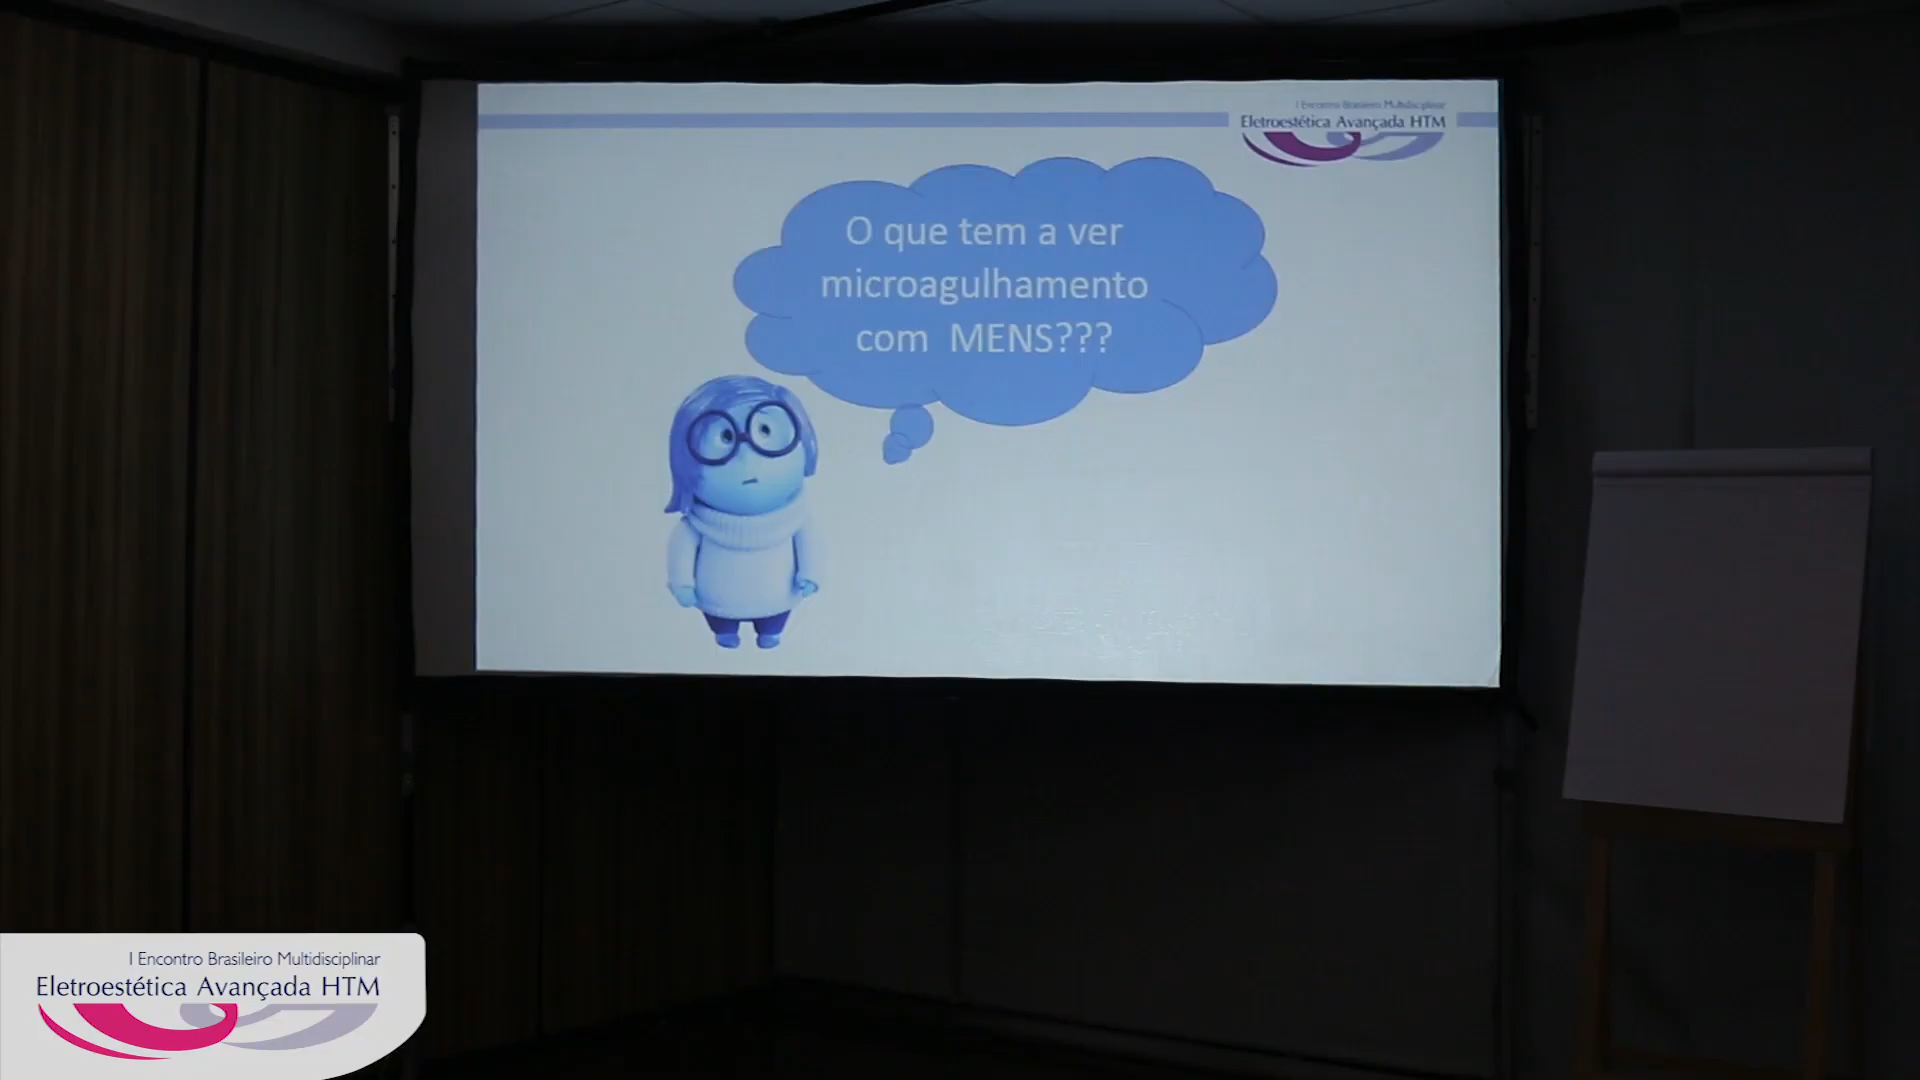 I Encontro Brasileiro Multidisciplinar
Eletroestética Avançada HTM
O que tem a ver
microagulhamento
com MENS???
I Encontro Brasileiro Multidisciplinar
Eletroestética Avançada HTM